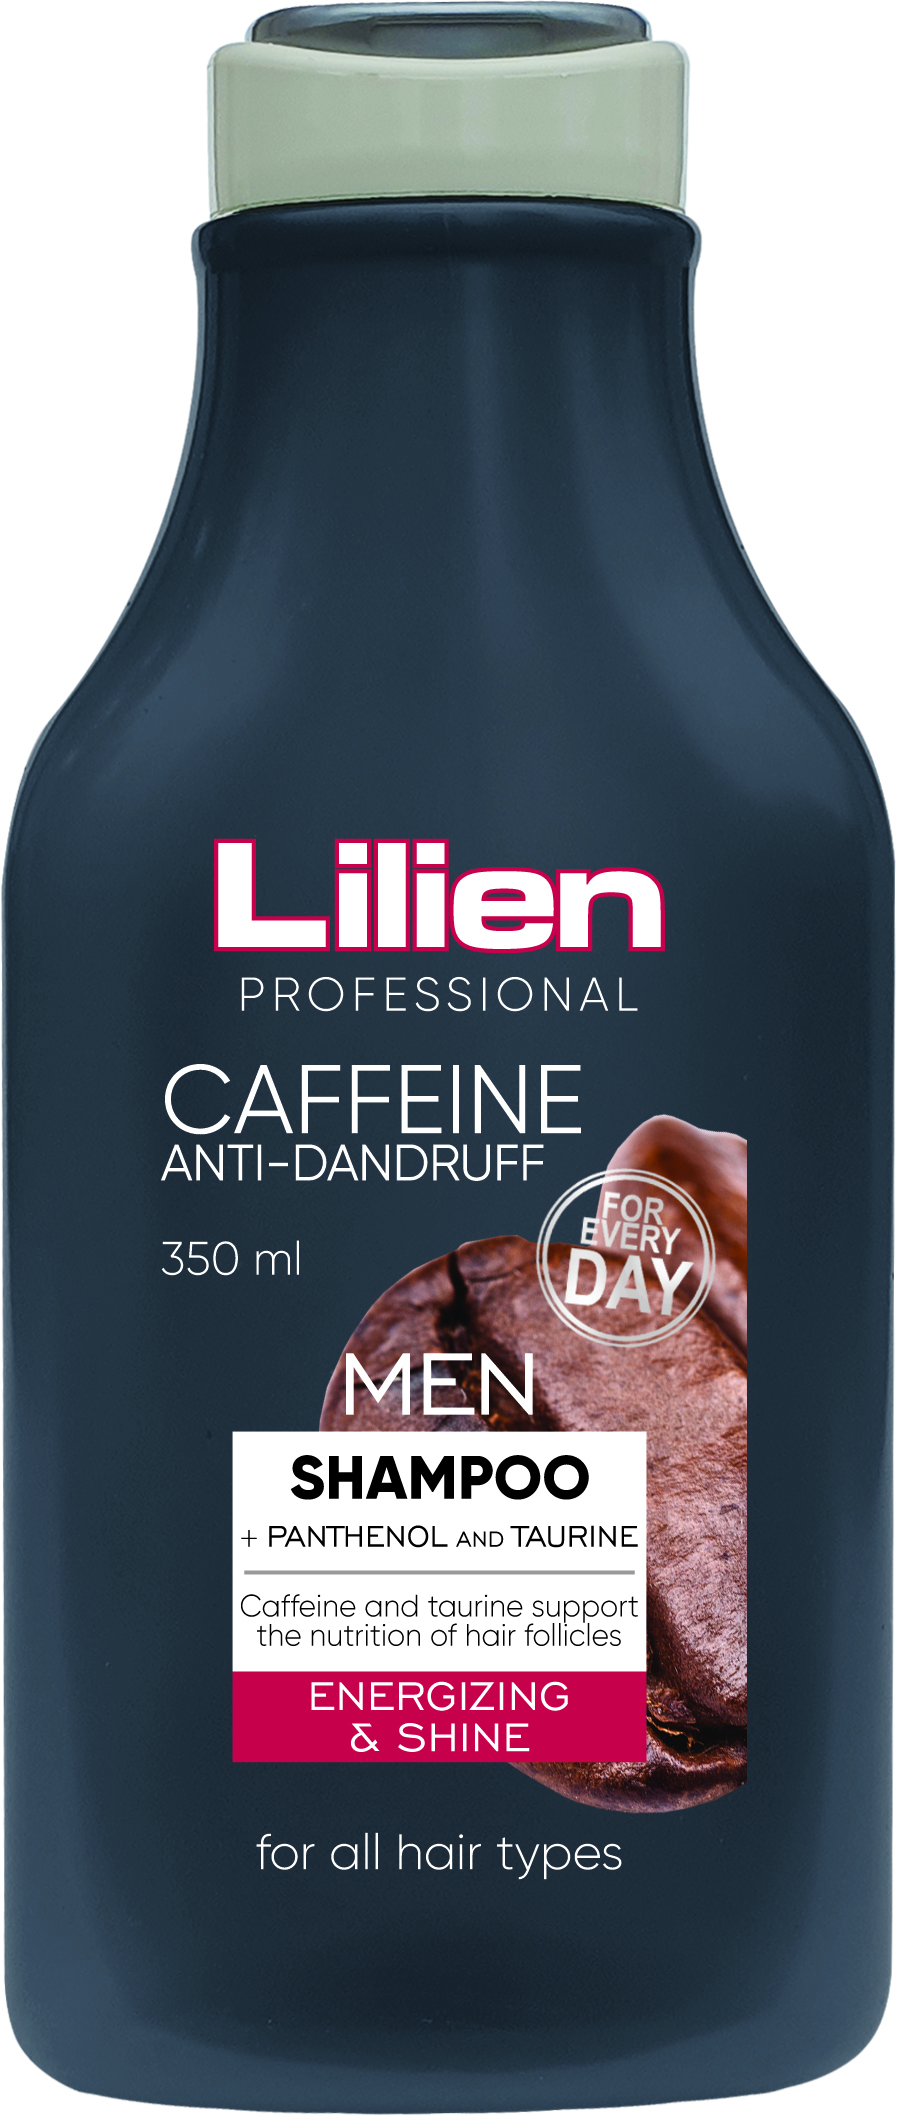 Lilien
PROFESSIONAL
CAFFEINE
ANTI-DANDRUFF
350 ml
FOR
EVERY
DAY
MEN
SHAMPOO
+ PANTHENOL AND TAURINE
Caffeine and taurine support
the nutrition of hair follicles
ENERGIZING
& SHINE
for all hair types